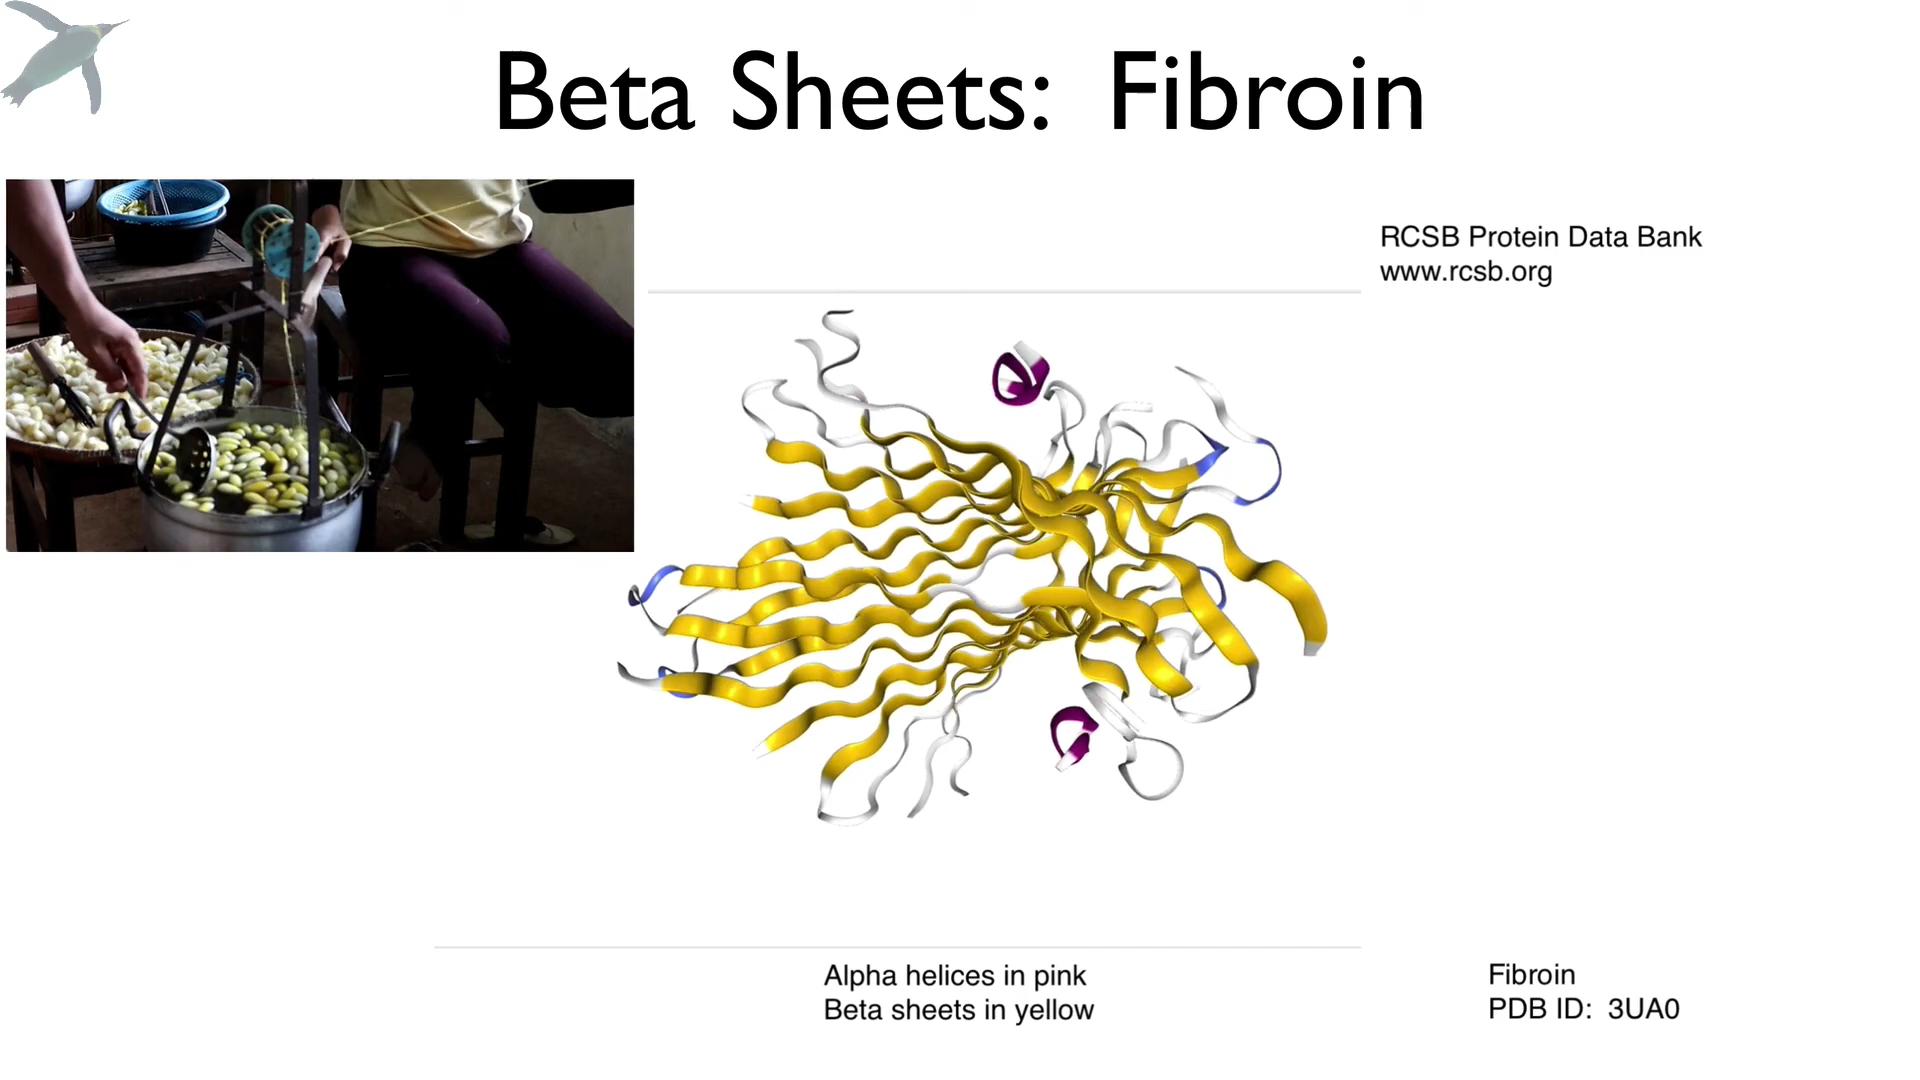 Beta Sheets: Fibroin
RCSB Protein Data Bank
www.rcsb.org
Alpha helices in pink
Beta sheets in yellow
Fibroin
PDB ID: 3UA0